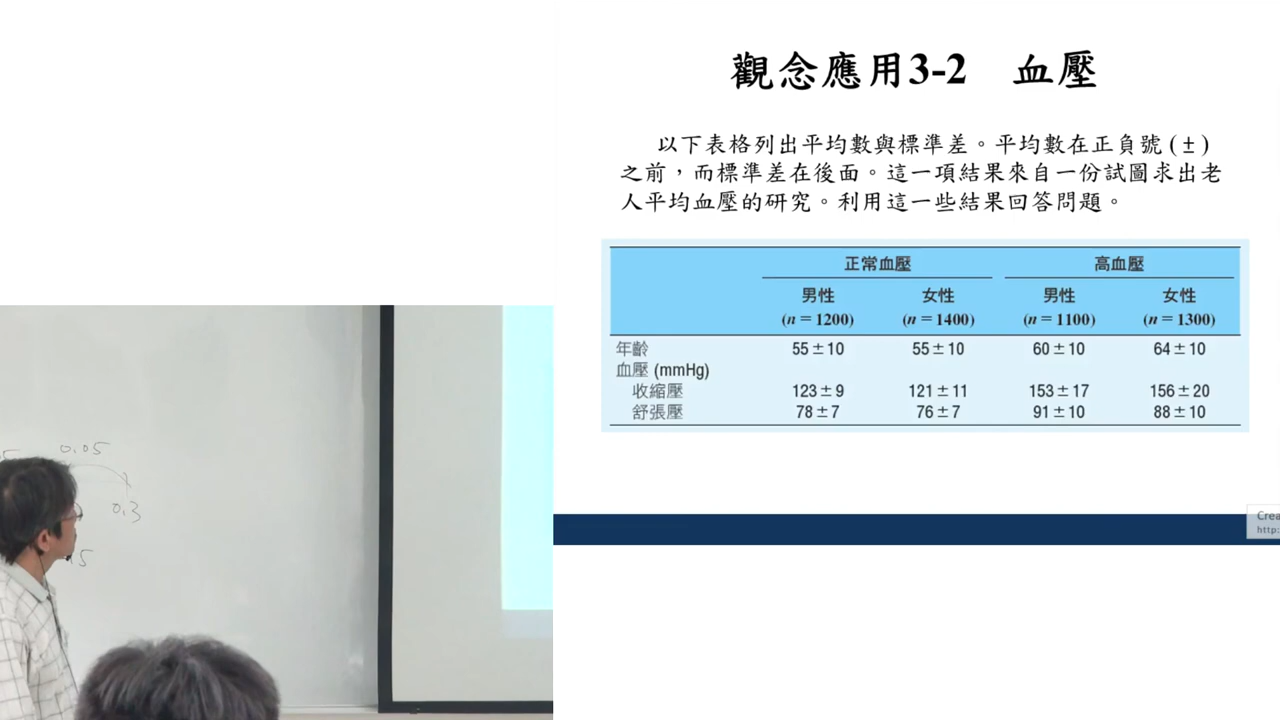 觀念應用3-2 血壓
以下表格列出平均數與標準差。平均數在正負號(±)
之前，而標準差在後面。這一項結果來自一份試圖求出老
人平均血壓的研究。利用這一些結果回答問題。
正常血壓 高血壓
男性 女性 男性 女性
(n=1200) (n=1400) (n=1100) (n=1300)
年齡 55±10 55±10 60±10 64±10
血壓 (mmHg)
收縮壓 123±9 121±11 153±17 156±20
舒張壓 78±7 76±7 91±10 88±10
0.05
0.3